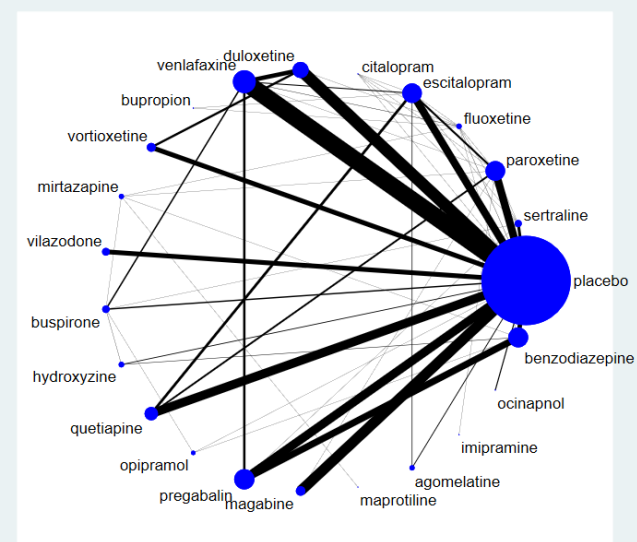 duloxetine
venlafaxine
citalopram
escitalopram
bupropion
fluoxetine
vortioxetine
paroxetine
mirtazapine
sertraline
vilazodone
placebo
buspirone
benzodiazepine
hydroxyzine
ocinapnol
quetiapine
imipramine
opipramol
agomelatine
pregabalin
magabine
maprotiline